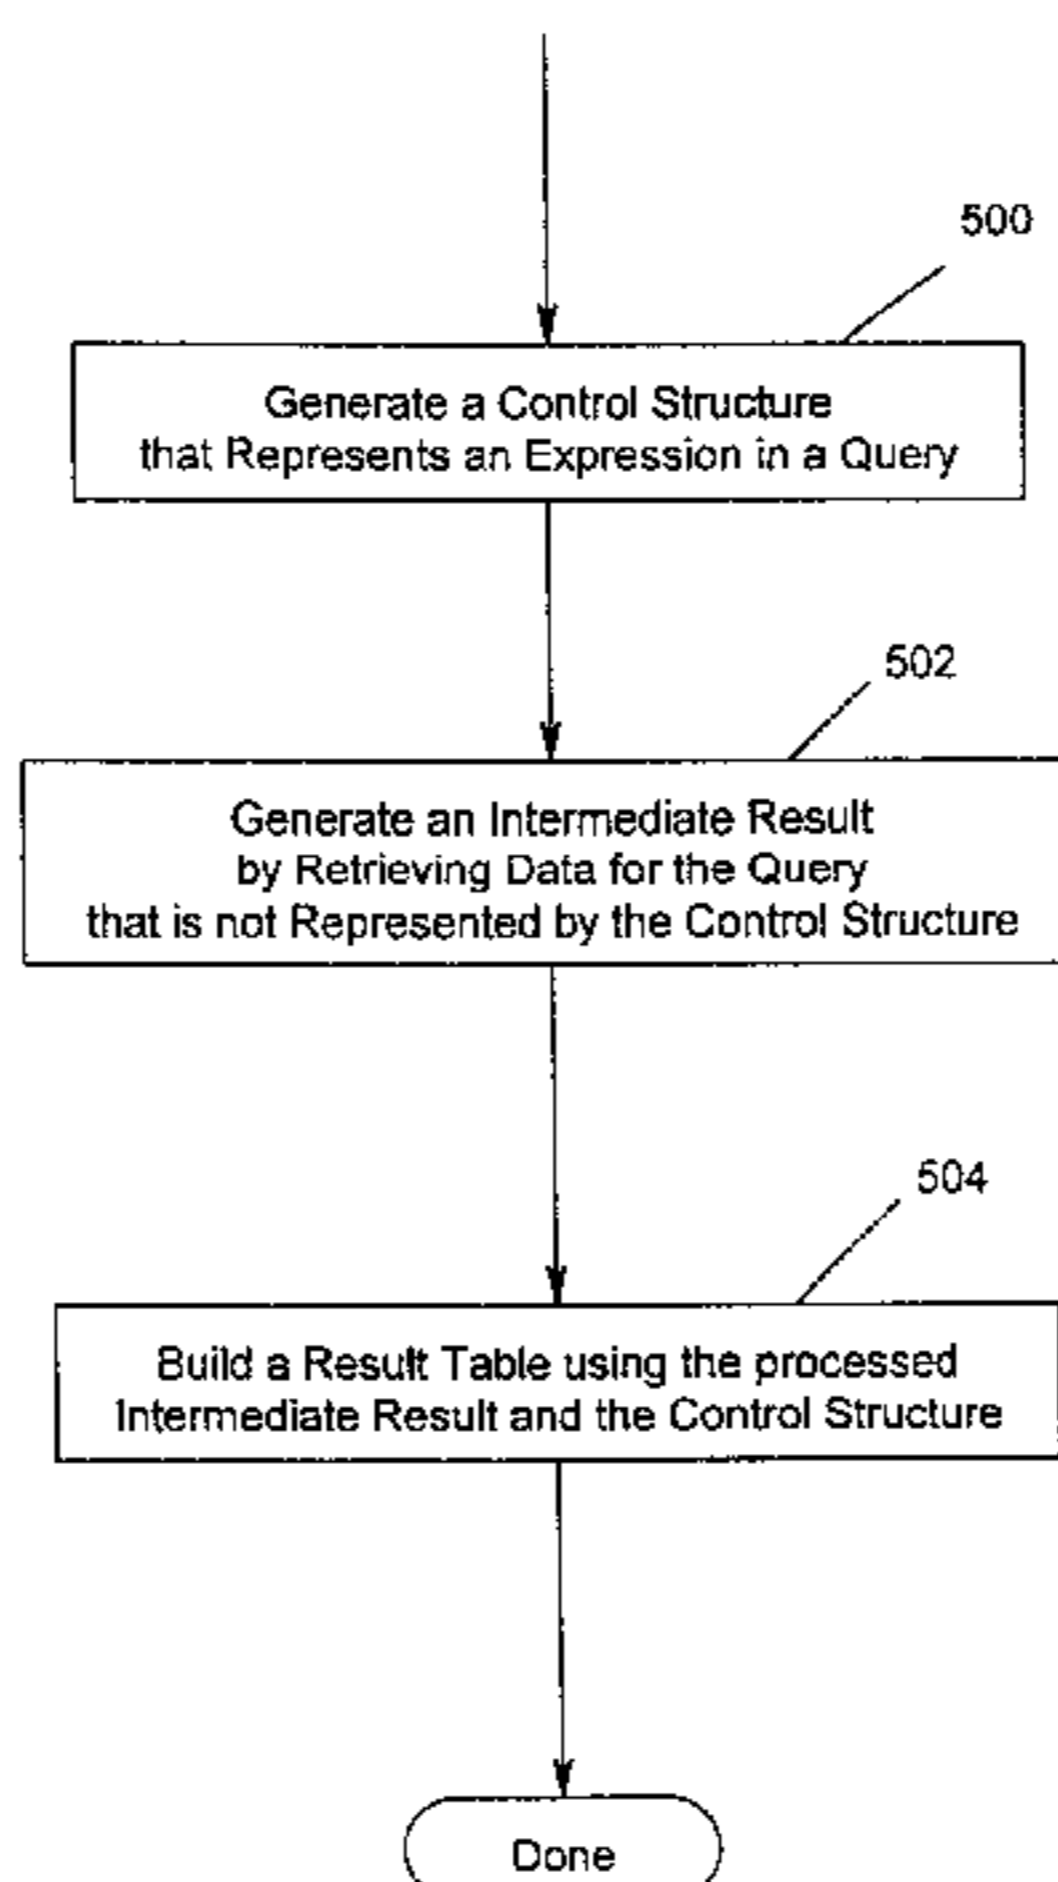 500
Generate a Control Structure
that Represents an Expression in a Query
502
Generate an Intermediate Result
by Retrieving Data for the Query
that is not Represented by the Control Structure
504
Build a Result Table using the processed
Intermediate Result and the Control Structure
Done